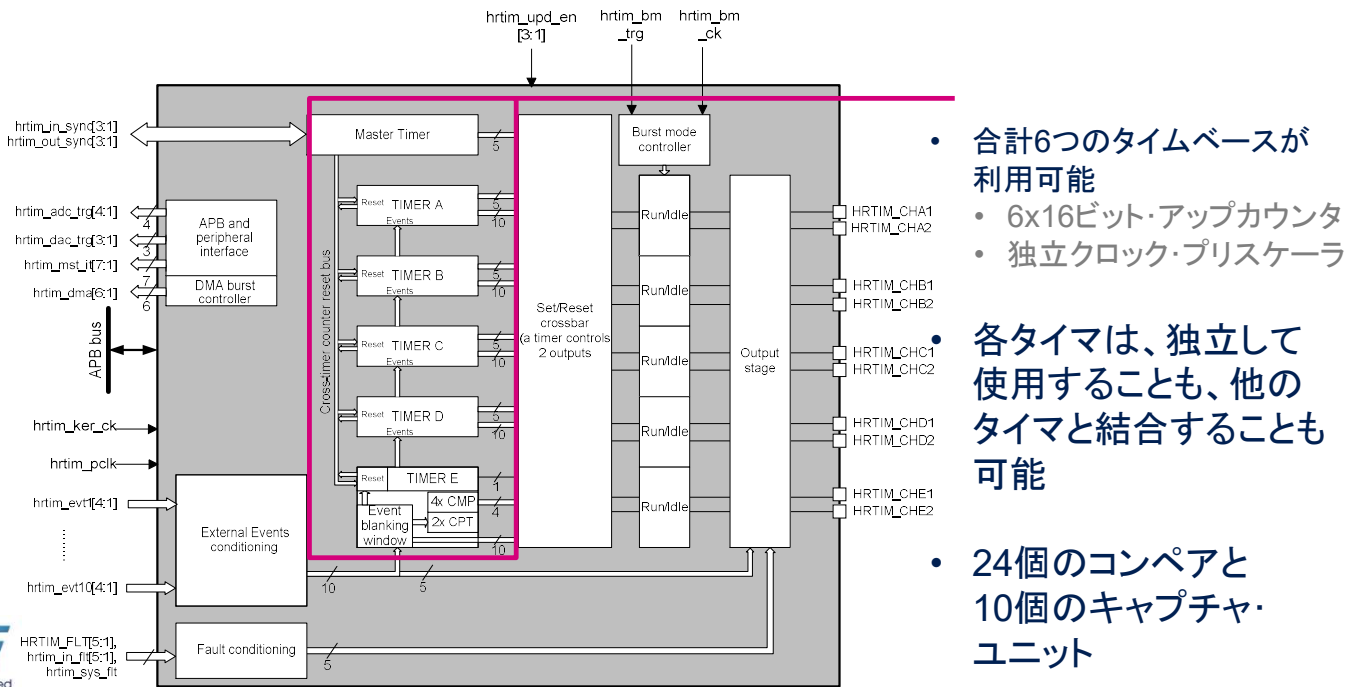 hrtim_upd_en
[3:1]
hrtim_bm
_trg
hrtim_bm
_ck
hrtim_in_sync[3:1]
hrtim_out_sync[3:1]
Master Timer
5
Burst mode
controller
hrtim_adc_trg[4:1]
4
hrtim_dac_trg[3:1]
3
hrtim_mst_it[7:1]
7
hrtim_dma[6:1]
6
APB and
peripheral
interface
DMA burst
controller
APB bus
hrtim_ker_ck
hrtim_pclk
hrtim_evt1[4:1]
hrtim_evt10[4:1]
External Events
conditioning
10
5
HRTIM_FLT[5:1],
hrtim_in_flt[5:1],
hrtim_sys_flt
Fault conditioning
5
Cross-timer counter reset bus
Reset TIMER A
Events
5
10
Reset TIMER B
Events
5
10
Reset TIMER C
Events
5
10
Reset TIMER D
Events
5
10
Reset TIMER E
1
4x CMP
4
2x CPT
Event
blanking
window
10
Set/Reset
crossbar
(a timer controls
2 outputs
Run/Idle
Run/Idle
Run/Idle
Run/Idle
Run/Idle
Output
stage
HRTIM_CHA1
HRTIM_CHA2
HRTIM_CHB1
HRTIM_CHB2
HRTIM_CHC1
HRTIM_CHC2
HRTIM_CHD1
HRTIM_CHD2
HRTIM_CHE1
HRTIM_CHE2
• 合計6つのタイムベースが
利用可能
• 6x16ビット・アップカウンタ
• 独立クロック・プリスケーラ
• 各タイマは、独立して
使用することも、他の
タイマと結合することも
可能
• 24個のコンペアと
10個のキャプチャ・
ユニット